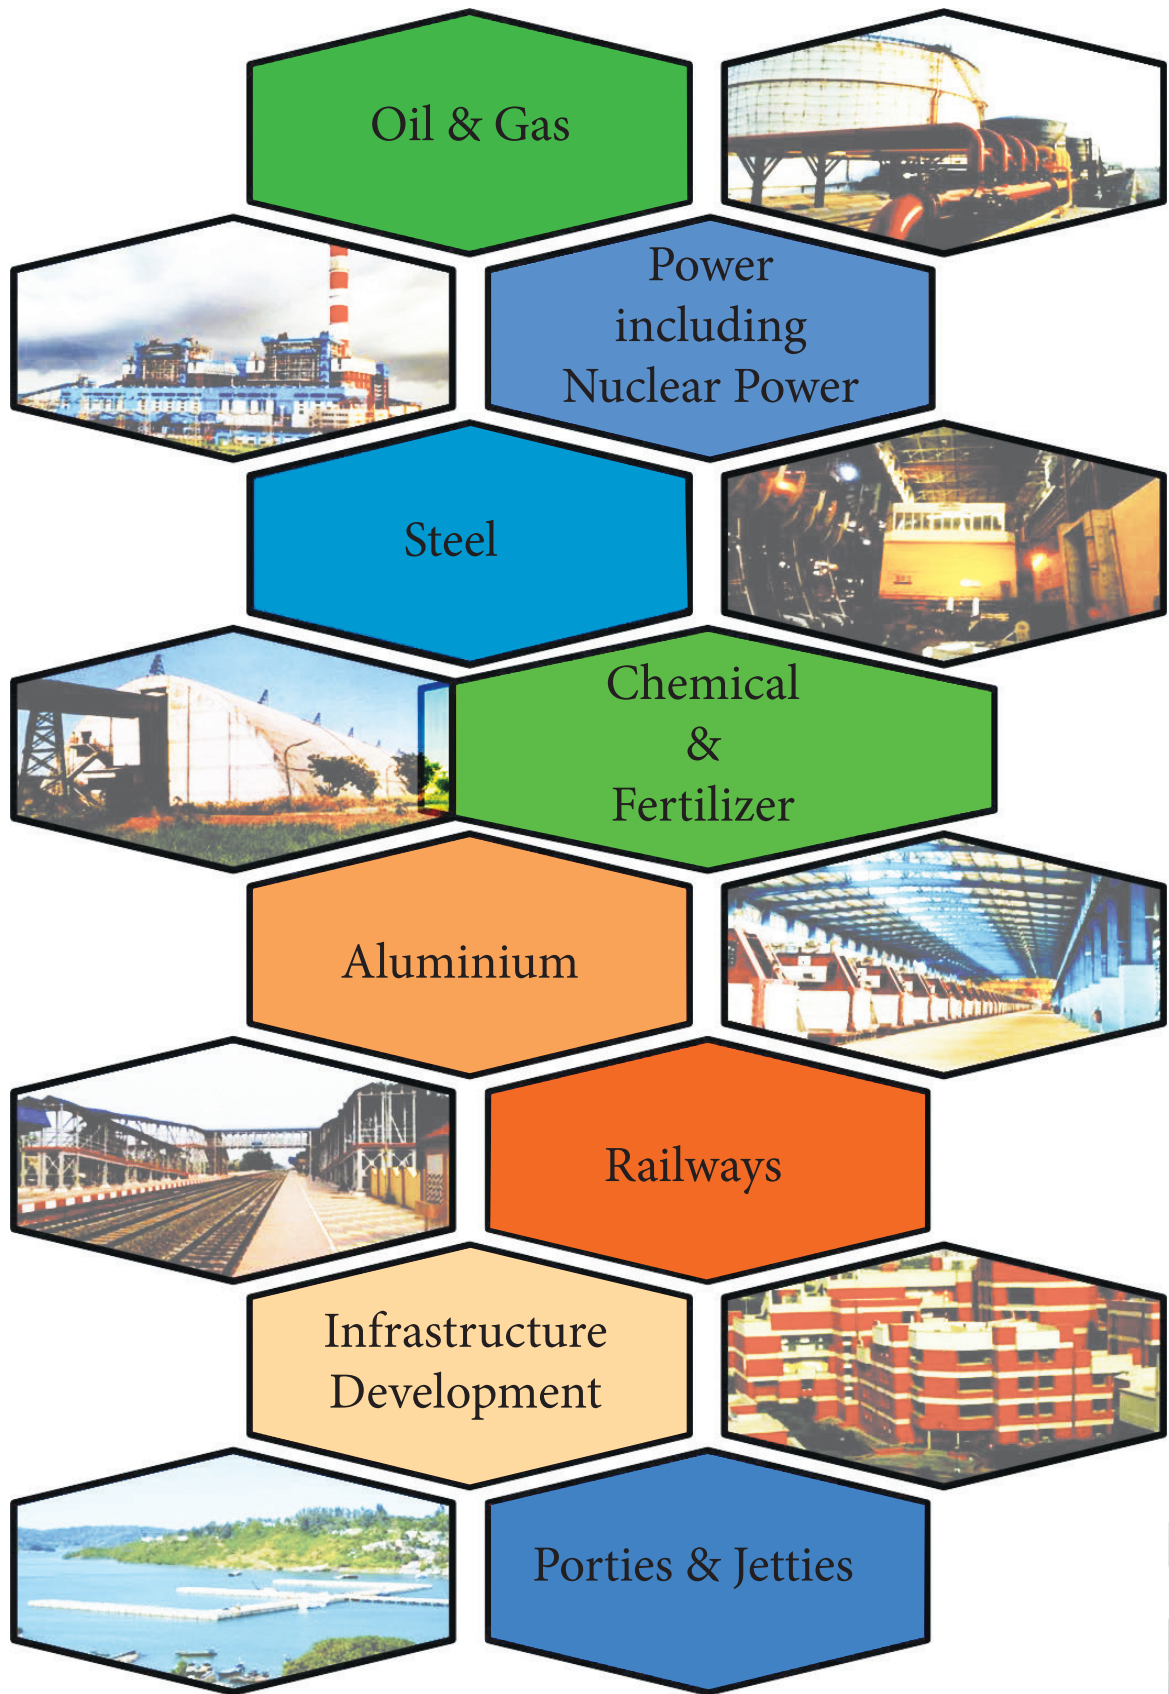 Oil & Gas
Power
including
Nuclear Power
Steel
Chemical
&
Fertilizer
Aluminium
Railways
Infrastructure
Development
Porties & Jetties